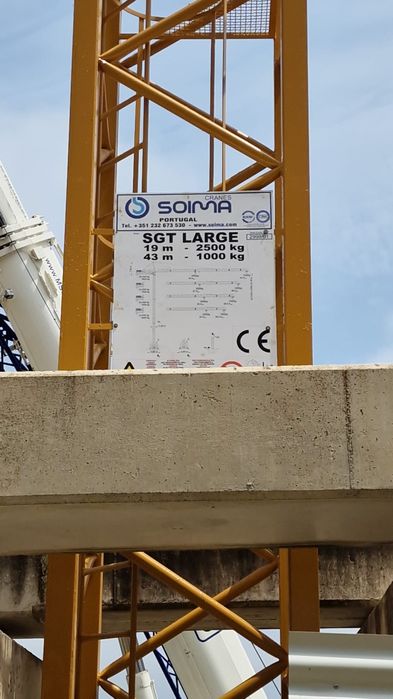 CRANES
SOIMA
PORTUGAL
Tel. +351 232 673 530 - www.soima.com
SGT LARGE
19 m - 2500 kg
43 m - 1000 kg
CE